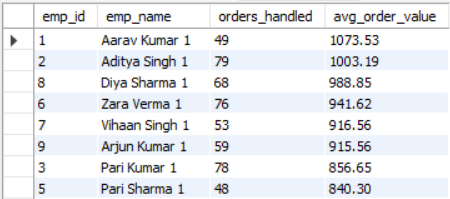 emp_id emp_name orders_handled avg_order_value
1 Aarav Kumar 1 49 1073.53
2 Aditya Singh 1 79 1003.19
8 Diya Sharma 1 68 988.85
6 Zara Verma 1 76 941.62
7 Vihaan Singh 1 53 916.56
9 Arjun Kumar 1 59 915.56
3 Pari Kumar 1 78 856.65
5 Pari Sharma 1 48 840.30